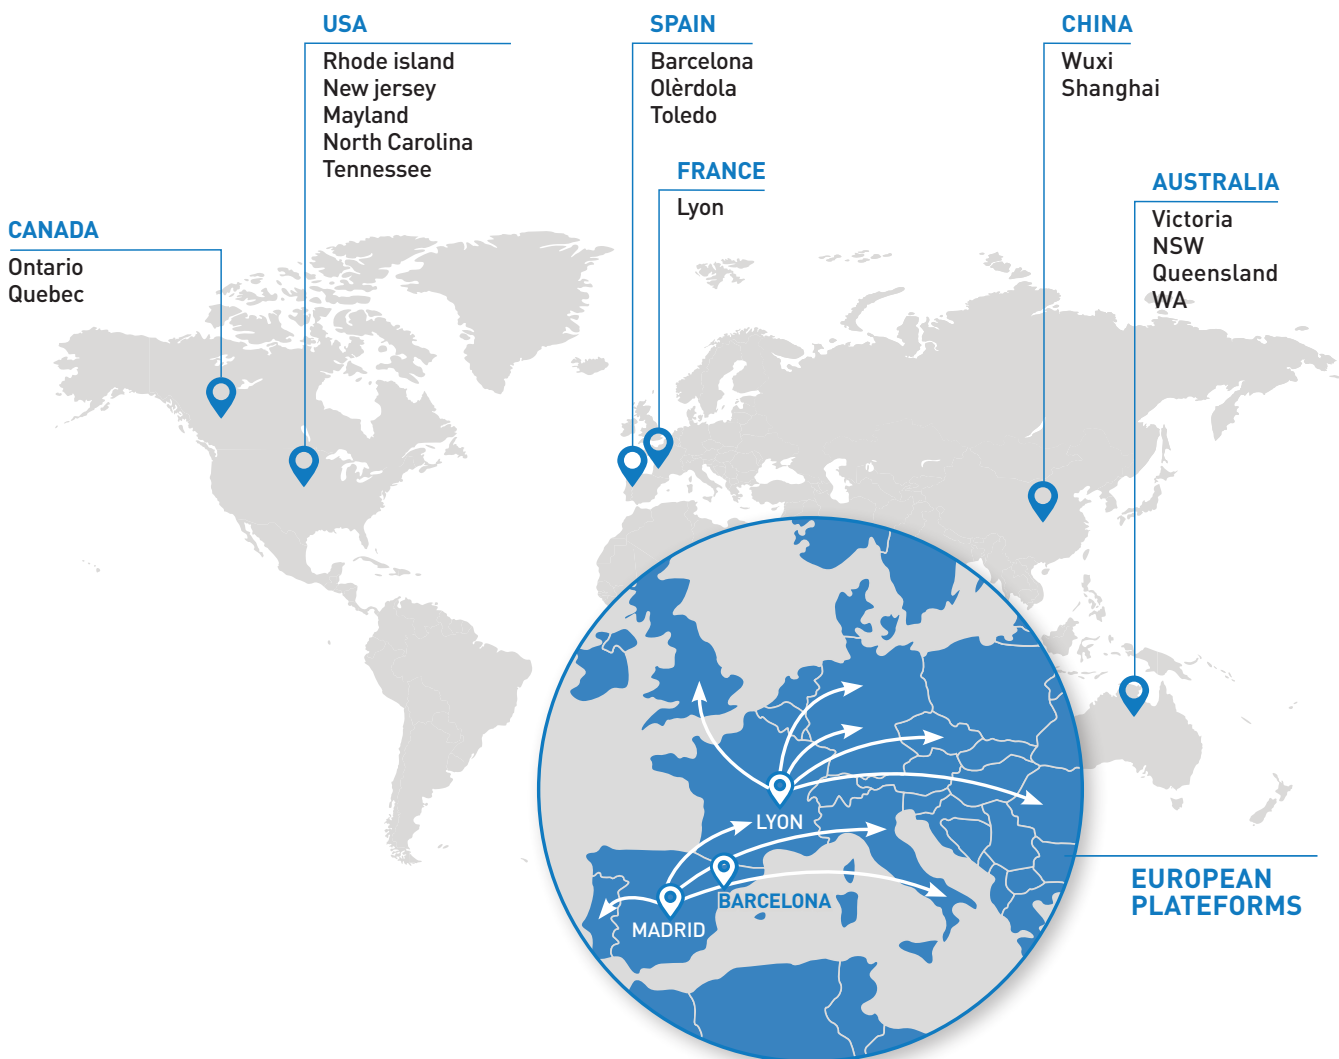 USA
Rhode island
New jersey
Mayland
North Carolina
Tennessee
SPAIN
Barcelona
Olèrdola
Toledo
CHINA
Wuxi
Shanghai
FRANCE
Lyon
AUSTRALIA
Victoria
NSW
Queensland
WA
CANADA
Ontario
Quebec
LYON
BARCELONA
MADRID
EUROPEAN
PLATEFORMS